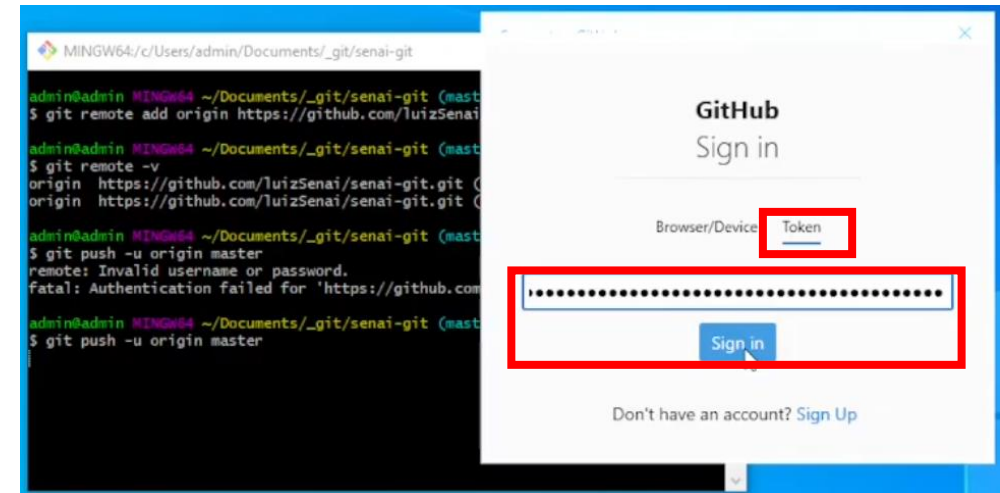 MINGW64:/c/Users/admin/Documents/_git/senai-git
admin@admin MINGW64 ~/Documents/_git/senai-git (mast
$ git remote add origin https://github.com/luizSenai
admin@admin MINGW64 ~/Documents/_git/senai-git (mast
$ git remote -v
origin https://github.com/luizSenai/senai-git.git (
origin https://github.com/luizSenai/senai-git.git (
admin@admin MINGW64 ~/Documents/_git/senai-git (mast
$ git push -u origin master
remote: Invalid username or password.
fatal: Authentication failed for 'https://github.com
admin@admin MINGW64 ~/Documents/_git/senai-git (mast
$ git push -u origin master
GitHub
Sign in
Browser/Device Token
Sign in
Don't have an account? Sign Up